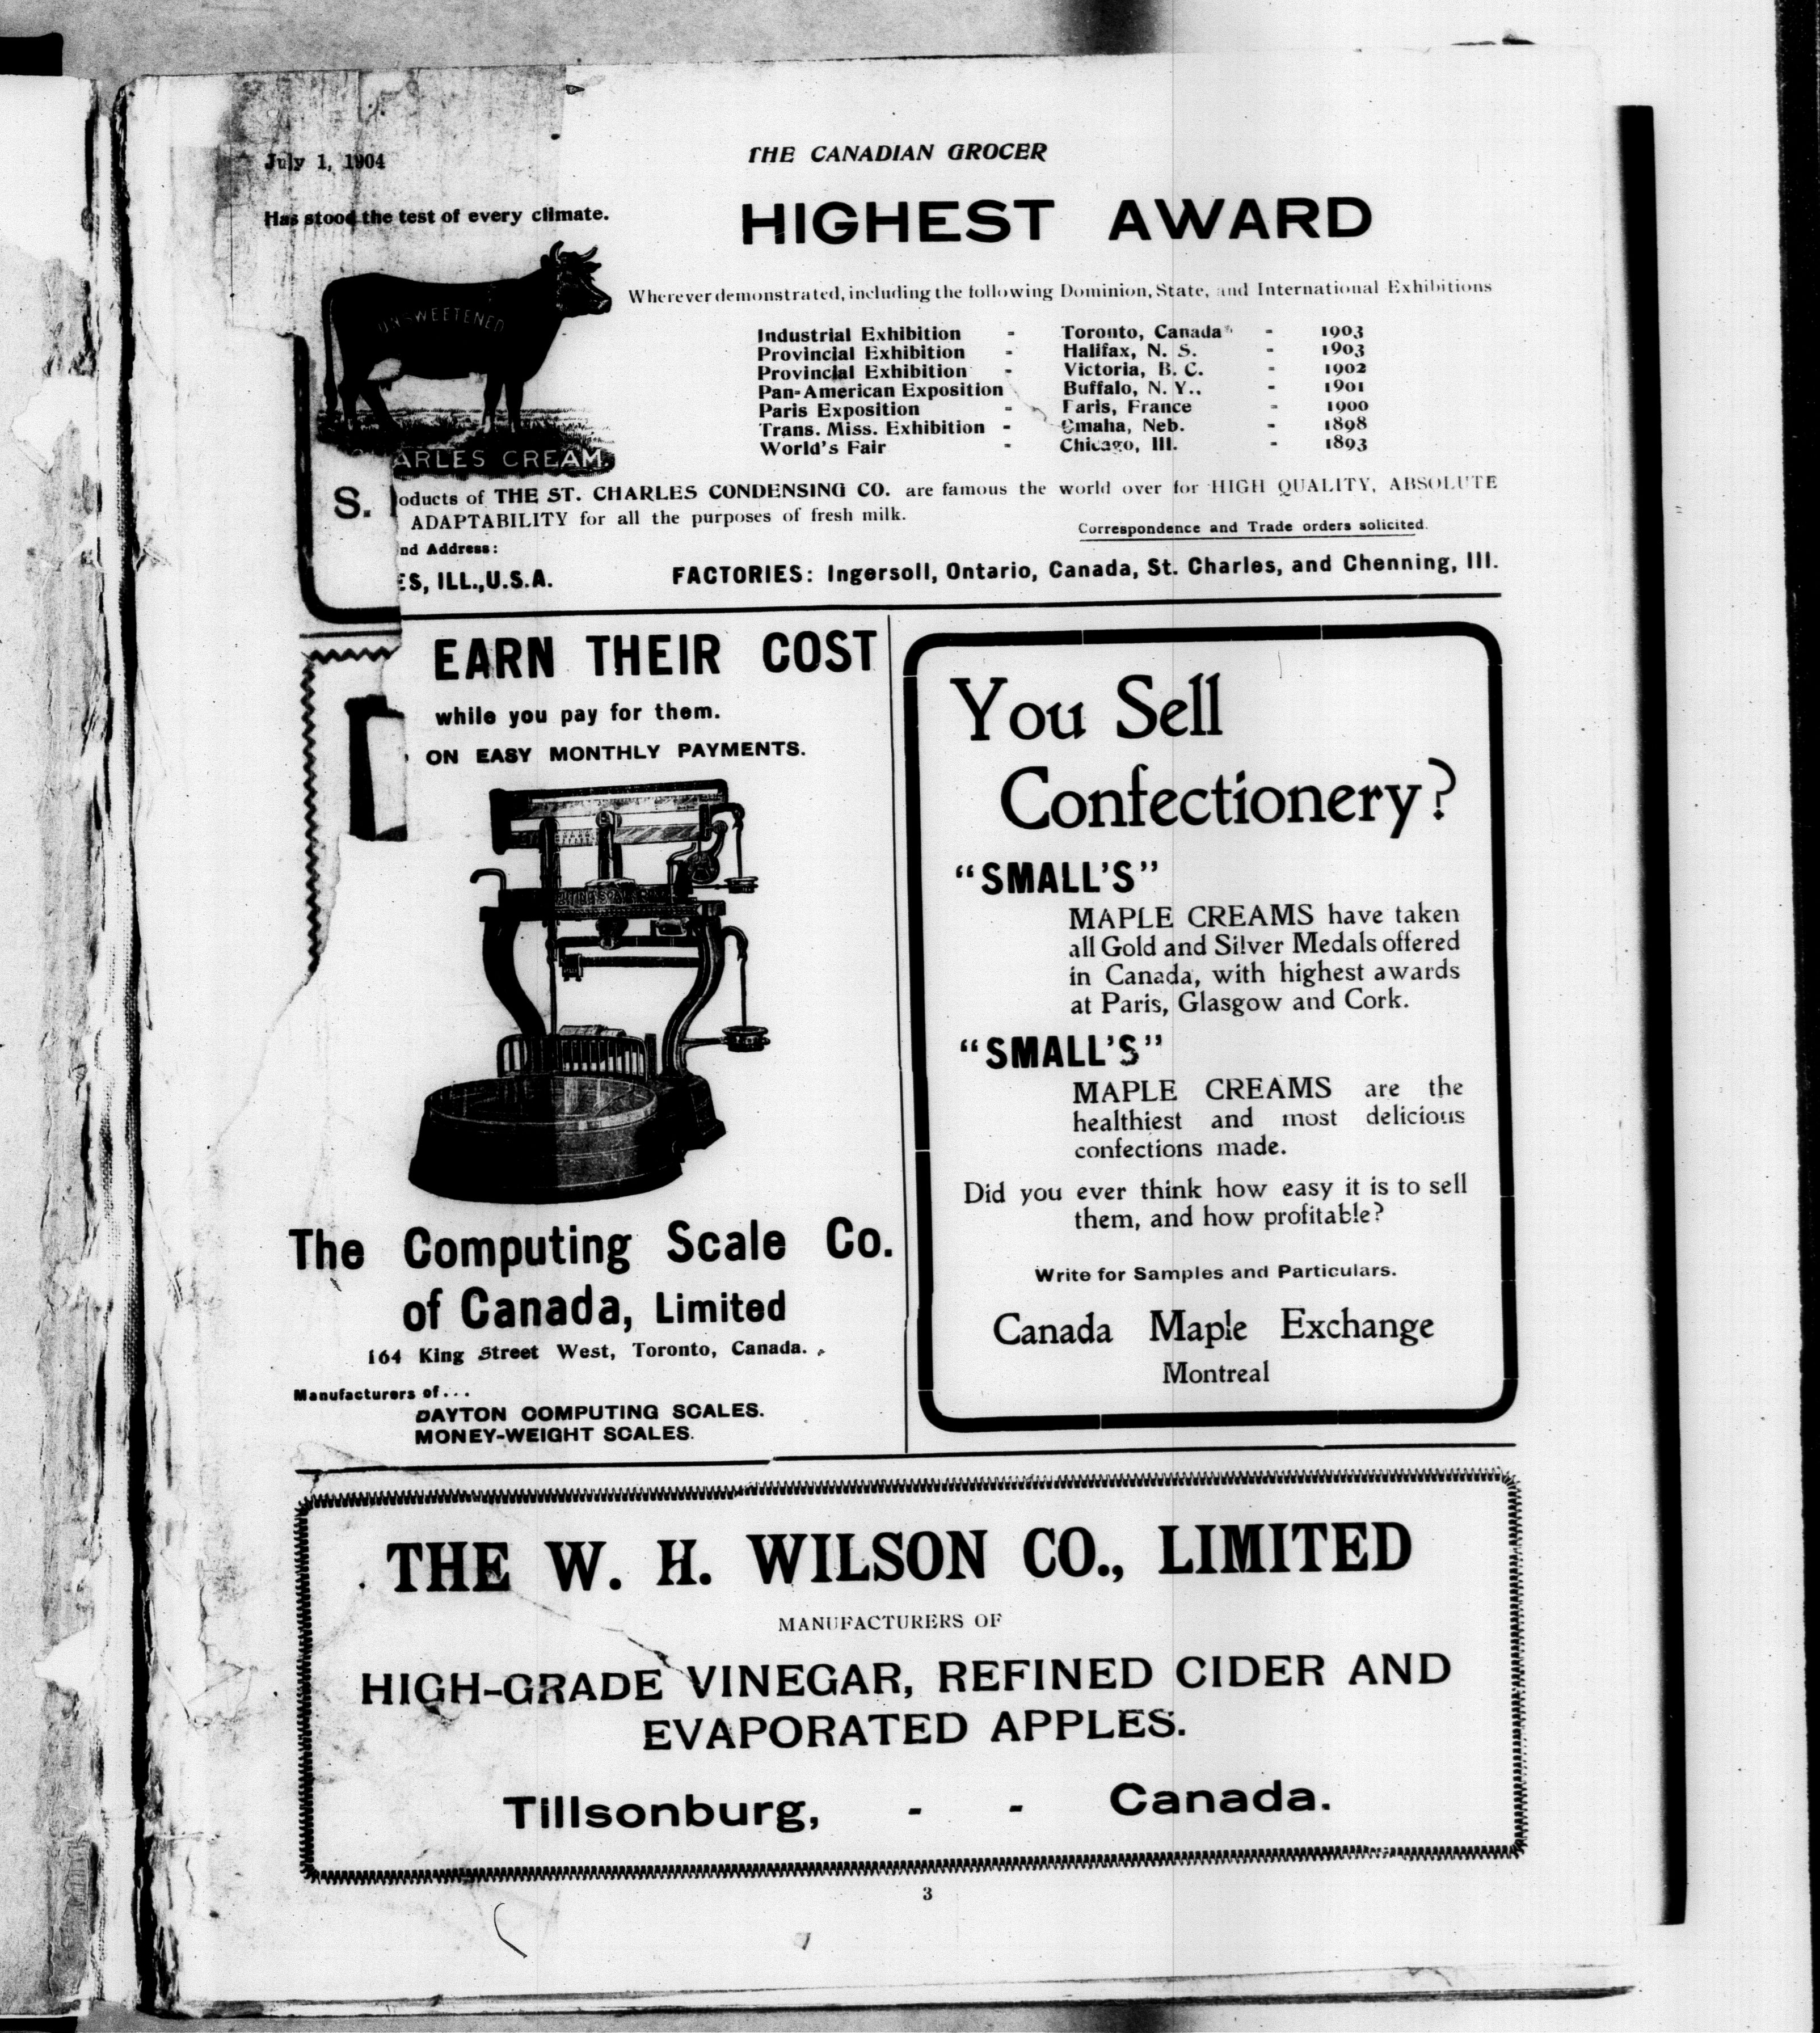 July 1, 1904
THE CANADIAN GROCER
Has stood the test of every climate.
UNSWEETENED
ARLES CREAM.
HIGHEST AWARD
Wherever demonstrated, including the following Dominion, State, and International Exhibitions
Industrial Exhibition - Toronto, Canada - 1903
Provincial Exhibition - Halifax, N. S. - 1903
Provincial Exhibition - Victoria, B. C. - 1902
Pan-American Exposition Buffalo, N. Y.. - 1901
Paris Exposition - Paris, France - 1900
Trans. Miss. Exhibition - Omaha, Neb. - 1898
World's Fair - Chicago, Ill. - 1893
S.
oducts of THE ST. CHARLES CONDENSING CO. are famous the world over for HIGH QUALITY, ABSOLUTE
ADAPTABILITY for all the purposes of fresh milk.
Correspondence and Trade orders solicited.
nd Address:
ES, ILL., U.S.A.
FACTORIES: Ingersoll, Ontario, Canada, St. Charles, and Chenning, Ill.
EARN THEIR COST
while you pay for them.
ON EASY MONTHLY PAYMENTS.
The Computing Scale Co.
of Canada, Limited
164 King Street West, Toronto, Canada.
Manufacturers of...
DAYTON COMPUTING SCALES.
MONEY-WEIGHT SCALES.
You Sell
Confectionery?
"SMALL'S"
MAPLE CREAMS have taken
all Gold and Silver Medals offered
in Canada, with highest awards
at Paris, Glasgow and Cork.
"SMALL'S"
MAPLE CREAMS are the
healthiest and most delicious
confections made.
Did you ever think how easy it is to sell
them, and how profitable?
Write for Samples and Particulars.
Canada Maple Exchange
Montreal
THE W. H. WILSON CO., LIMITED
MANUFACTURERS OF
HIGH-GRADE VINEGAR, REFINED CIDER AND
EVAPORATED APPLES.
Tillsonburg, - - Canada.
3